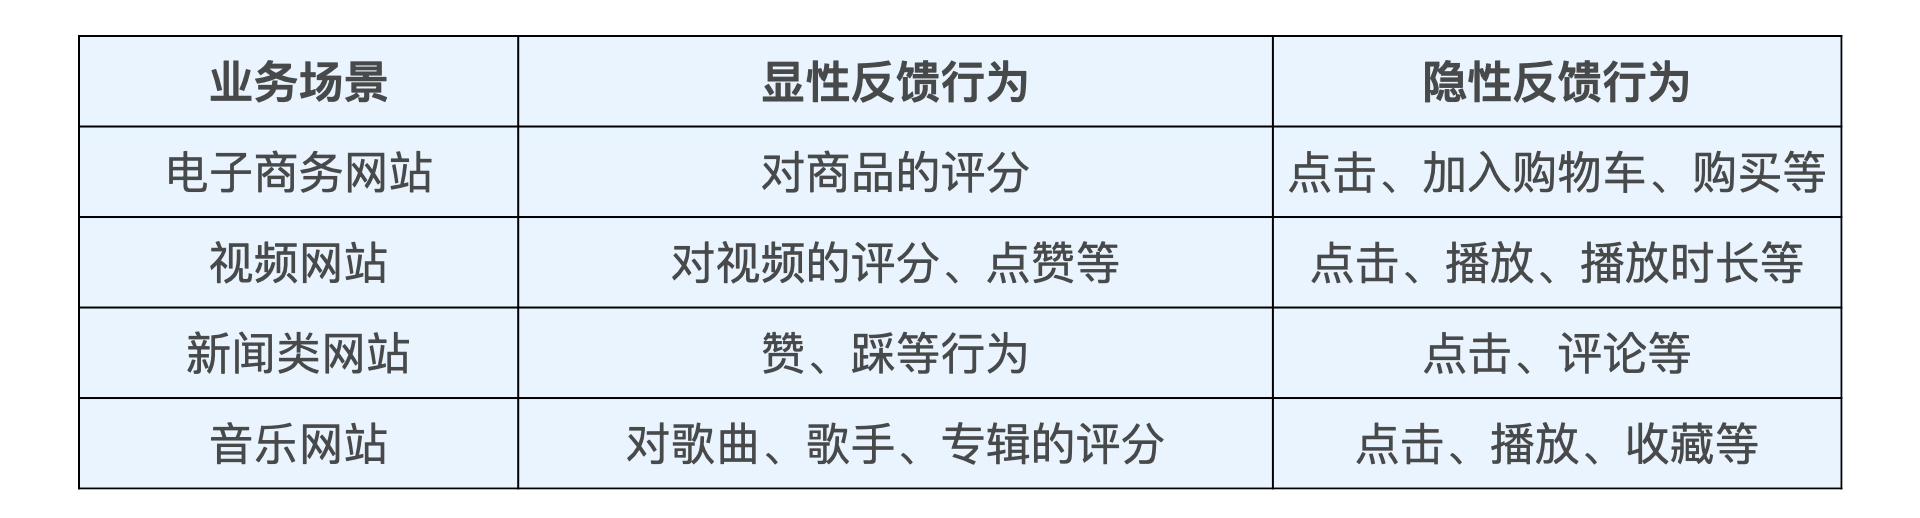 业务场景 显性反馈行为 隐性反馈行为
电子商务网站 对商品的评分 点击、加入购物车、购买等
视频网站 对视频的评分、点赞等 点击、播放、播放时长等
新闻类网站 赞、踩等行为 点击、评论等
音乐网站 对歌曲、歌手、专辑的评分 点击、播放、收藏等